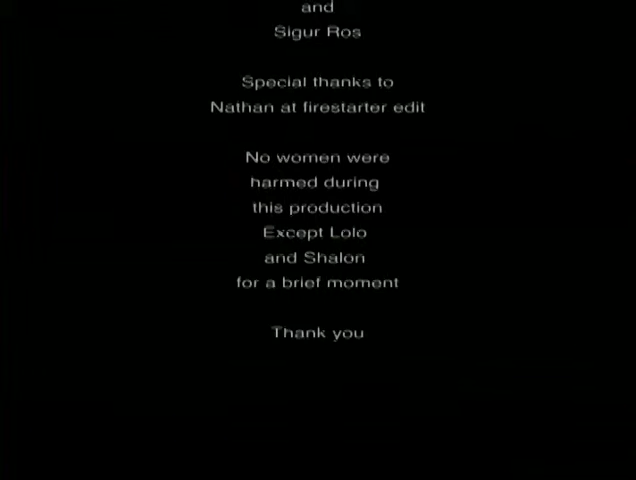 and
Sigur Ros
Special thanks to
Nathan at firestarter edit
No women were
harmed during
this production
Except Lolo
and Shalon
for a brief moment
Thank you